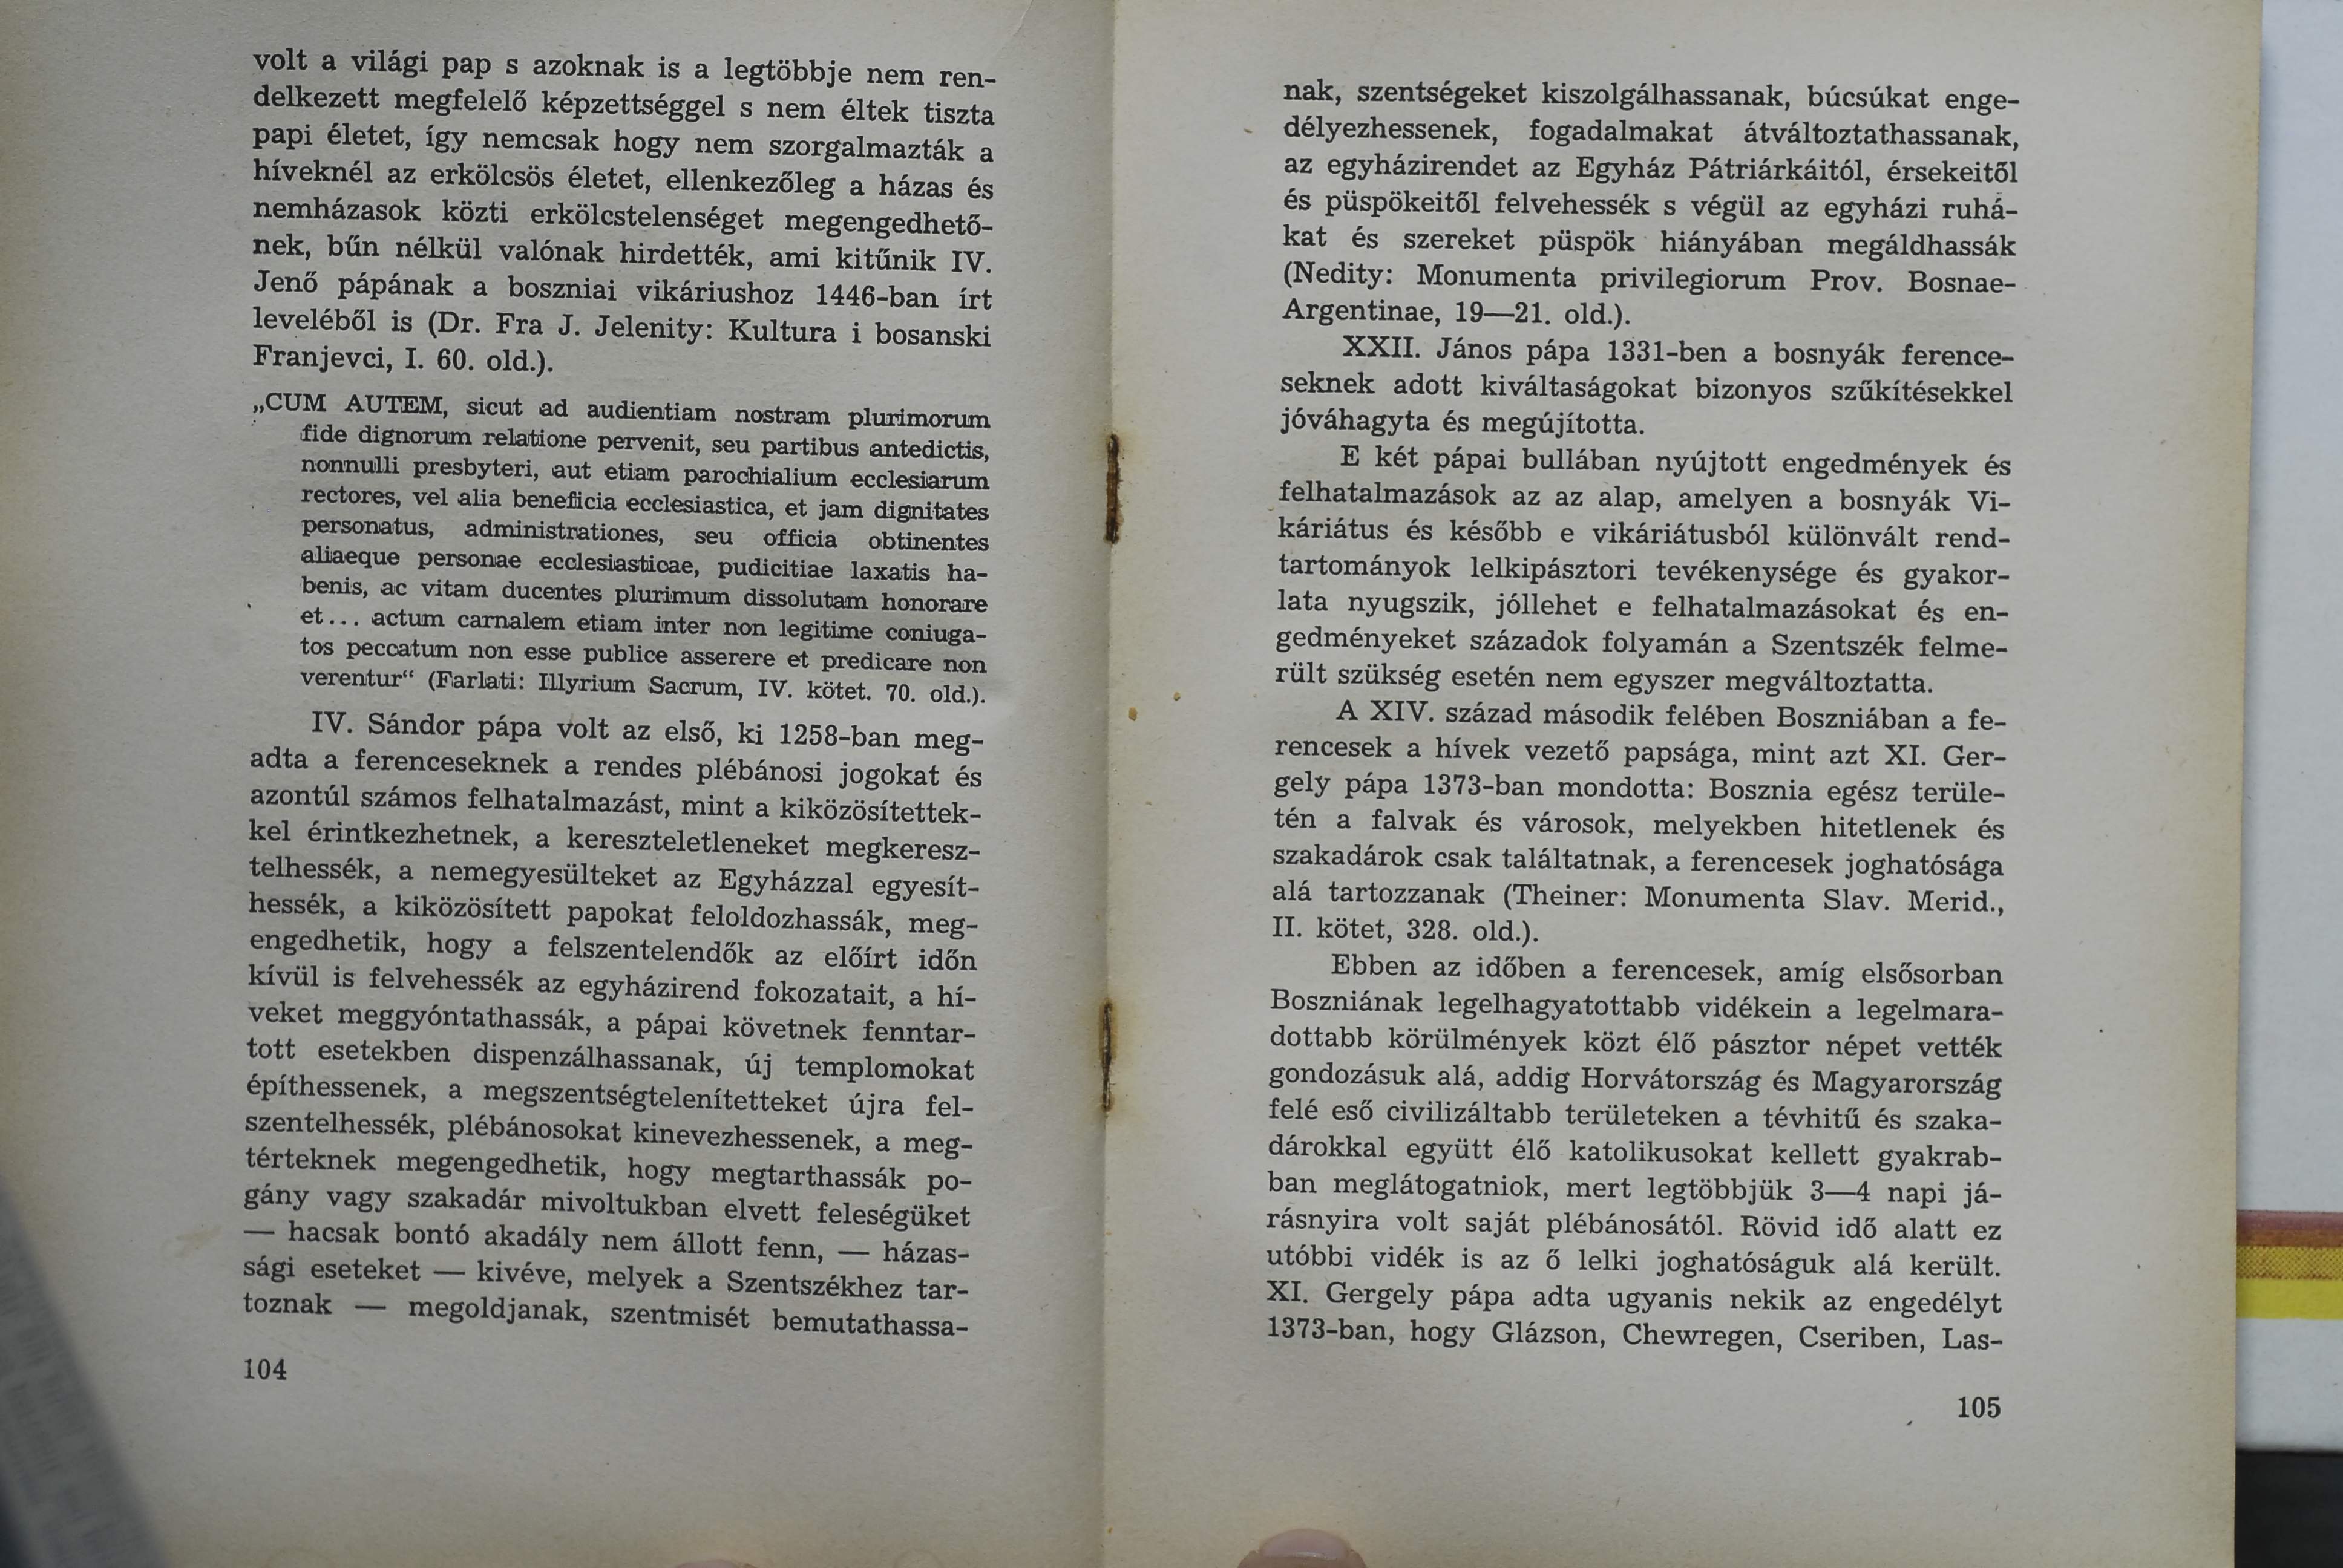 volt a világi pap s azoknak is a legtöbbje nem ren-
delkezett megfelelő képzettséggel s nem éltek tiszta
papi életet, így nemcsak hogy nem szorgalmazták a
híveknél az erkölcsös életet, ellenkezőleg a házas és
nemházasok közti erkölcstelenséget megengedhető-
nek, bűn nélkül valónak hirdették, ami kitűnik IV.
Jenő pápának a boszniai vikáriushoz 1446-ban írt
leveléből is (Dr. Fra J. Jelenity: Kultura i bosanski
Franjevci, I. 60. old.).
„CUM AUTEM, sicut ad audientiam nostram plurimorum
fide dignorum relatione pervenit, seu partibus antedictis,
nonnulli presbyteri, aut etiam parochialium ecclesiarum
rectores, vel alia beneficia ecclesiastica, et jam dignitates
personatus, administrationes, seu officia obtinentes
aliaeque personae ecclesiasticae, pudicitiae laxatis ha-
benis, ac vitam ducentes plurimum dissolutam honorare
et... actum carnalem etiam inter non legitime coniuga-
tos peccatum non esse publice asserere et predicare non
verentur“ (Farlati: Illyrium Sacrum, IV. kötet. 70. old.).
IV. Sándor pápa volt az első, ki 1258-ban meg-
adta a ferenceseknek a rendes plébánosi jogokat és
azontúl számos felhatalmazást, mint a kiközösítettek-
kel érintkezhetnek, a kereszteletleneket megkeresz-
telhessék, a nemegyesülteket az Egyházzal egyesít-
hessék, a kiközösített papokat feloldozhassák, meg-
engedhetik, hogy a felszentelendők az előírt időn
kívül is felvehessék az egyházirend fokozatait, a hí-
veket meggyóntathassák, a pápai követnek fenntar-
tott esetekben dispenzálhassanak, új templomokat
építhessenek, a megszentségtelenítetteket újra fel-
szentelhessék, plébánosokat kinevezhessenek, a meg-
térteknek megengedhetik, hogy megtarthassák po-
gány vagy szakadár mivoltukban elvett feleségüket
— hacsak bontó akadály nem állott fenn, — házas-
sági eseteket — kivéve, melyek a Szentszékhez tar-
toznak — megoldjanak, szentmisét bemutathassa-
104
nak, szentségeket kiszolgálhassanak, búcsúkat enge-
délyezhessenek, fogadalmakat átváltoztathassanak,
az egyházirendet az Egyház Pátriárkáitól, érsekeitől
és püspökeitől felvehessék s végül az egyházi ruhá-
kat és szereket püspök hiányában megáldhassák
(Nedity: Monumenta privilegiorum Prov. Bosnae-
Argentinae, 19—21. old.).
XXII. János pápa 1331-ben a bosnyák ference-
seknek adott kiváltaságokat bizonyos szűkítésekkel
jóváhagyta és megújította.
E két pápai bullában nyújtott engedmények és
felhatalmazások az az alap, amelyen a bosnyák Vi-
káriátus és később e vikáriátusból különvált rend-
tartományok lelkipásztori tevékenysége és gyakor-
lata nyugszik, jóllehet e felhatalmazásokat és en-
gedményeket századok folyamán a Szentszék felme-
rült szükség esetén nem egyszer megváltoztatta.
A XIV. század második felében Boszniában a fe-
rencesek a hívek vezető papsága, mint azt XI. Ger-
gely pápa 1373-ban mondotta: Bosznia egész terüle-
tén a falvak és városok, melyekben hitetlenek és
szakadárok csak találtatnak, a ferencesek joghatósága
alá tartozzanak (Theiner: Monumenta Slav. Merid.,
II. kötet, 328. old.).
Ebben az időben a ferencesek, amíg elsősorban
Boszniának legelhagyatottabb vidékein a legelmara-
dottabb körülmények közt élő pásztor népet vették
gondozásuk alá, addig Horvátország és Magyarország
felé eső civilizáltabb területeken a tévhitű és szaka-
dárokkal együtt élő katolikusokat kellett gyakrab-
ban meglátogatniok, mert legtöbbjük 3—4 napi já-
rásnyira volt saját plébánosától. Rövid idő alatt ez
utóbbi vidék is az ő lelki joghatóságuk alá került.
XI. Gergely pápa adta ugyanis nekik az engedélyt
1373-ban, hogy Glázson, Chewregen, Cseriben, Las-
105